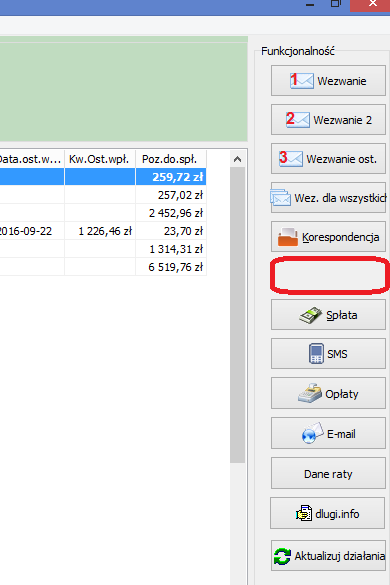 Funkcjonalność
1 Wezwanie
2 Wezwanie 2
3 Wezwanie ost.
Wez. dla wszystkich
Korespondencja
Spłata
SMS
Opłaty
E-mail
Dane raty
dlugi.info
Aktualizuj działania
Data.ost.w... Kw.Ost.wpł. Poz.do.spł.
259,72 zł
257,02 zł
2 452,96 zł
2016-09-22 1 226,46 zł 23,70 zł
1 314,31 zł
6 519,76 zł